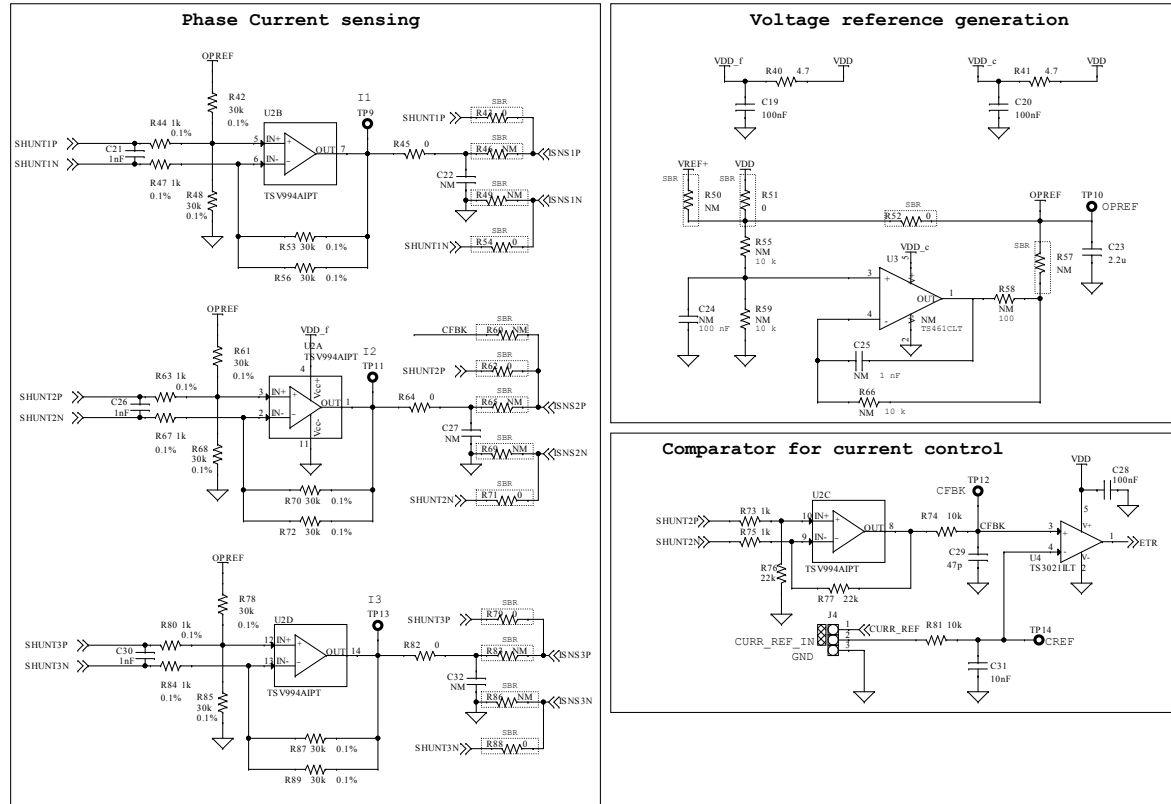 Phase Current sensing
OPREF
R42
30k
0.1%
I1
TP9
U2B
R44 1k
0.1%
SHUNT1P
C21
1nF
SHUNT1N
R47 1k
0.1%
R48
30k
0.1%
5 IN+
6 IN-
OUT 7
TSV994AIPT
R45 0
SBR
SHUNT1P
R43 0
SBR
R46 NM
ISNS1P
C22
NM
SBR
R49 NM
ISNS1N
SBR
SHUNT1N
R54 0
R53 30k 0.1%
R56 30k 0.1%
OPREF
R61
30k
0.1%
VDD_f
U2A
TSV994AIPT
I2
TP11
R63 1k
0.1%
SHUNT2P
C26
1nF
SHUNT2N
R67 1k
0.1%
R68
30k
0.1%
4
Vcc+
3 IN+
2 IN-
OUT 1
Vcc-
11
R64 0
SBR
CFBK
R60 NM
SBR
SHUNT2P
R62 0
SBR
R65 NM
ISNS2P
C27
NM
SBR
R69 NM
ISNS2N
SBR
SHUNT2N
R71 0
R70 30k 0.1%
R72 30k 0.1%
OPREF
R78
30k
0.1%
I3
TP13
U2D
R80 1k
0.1%
SHUNT3P
C30
1nF
SHUNT3N
R84 1k
0.1%
R85
30k
0.1%
12 IN+
13 IN-
OUT 14
TSV994AIPT
R82 0
SBR
SHUNT3P
R79 0
SBR
R83 NM
ISNS3P
C32
NM
SBR
R86 NM
ISNS3N
SBR
SHUNT3N
R88 0
R87 30k 0.1%
R89 30k 0.1%
Voltage reference generation
VDD_f
R40 4.7
VDD
C19
100nF
VDD_c
R41 4.7
VDD
C20
100nF
VREF+
SBR
R50
NM
VDD
SBR
R51
0
SBR
R52 0
OPREF
TP10
OPREF
C23
2.2u
R55
NM
10 k
VDD_c
U3
5
V+
3
+
4
-
OUT
1
V-
2
NM
TS461CLT
SBR
R57
NM
R58
NM
100
C24
NM
100 nF
R59
NM
10 k
C25
NM 1 nF
R66
NM 10 k
Comparator for current control
TP12
CFBK
VDD
C28
100nF
U2C
SHUNT2P
R73 1k
SHUNT2N
R75 1k
10 IN+
9 IN-
OUT 8
TSV994AIPT
R74 10k
CFBK
C29
47p
5
V+
3
+
4
-
1
V-
2
U4
TS3021ILT
ETR
R76
22k
R77 22k
J4
1
2
3
CURR_REF
CURR_REF_IN
GND
R81 10k
TP14
CREF
C31
10nF